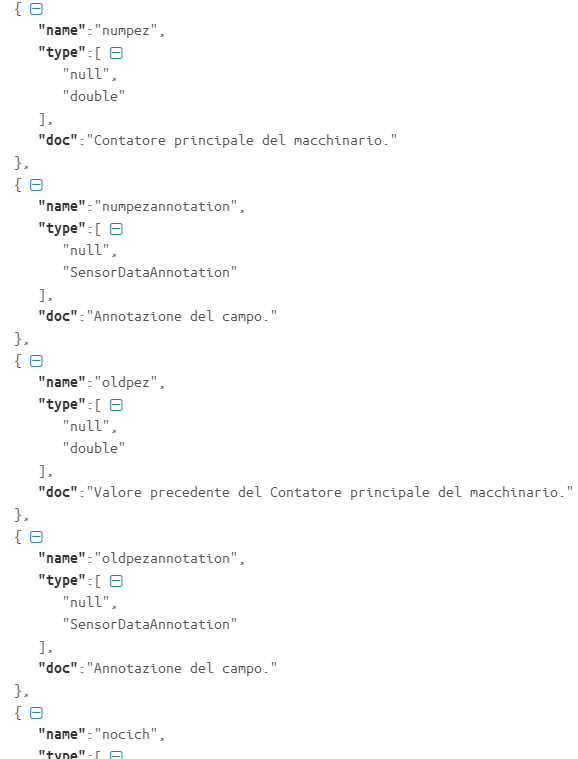 {
"name":"numpez",
"type":[
"null",
"double"
],
"doc":"Contatore principale del macchinario."
},
{
"name":"numpezannotation",
"type":[
"null",
"SensorDataAnnotation"
],
"doc":"Annotazione del campo."
},
{
"name":"oldpez",
"type":[
"null",
"double"
],
"doc":"Valore precedente del Contatore principale del macchinario."
},
{
"name":"oldpezannotation",
"type":[
"null",
"SensorDataAnnotation"
],
"doc":"Annotazione del campo."
},
{
"name":"nocich",
"type":[